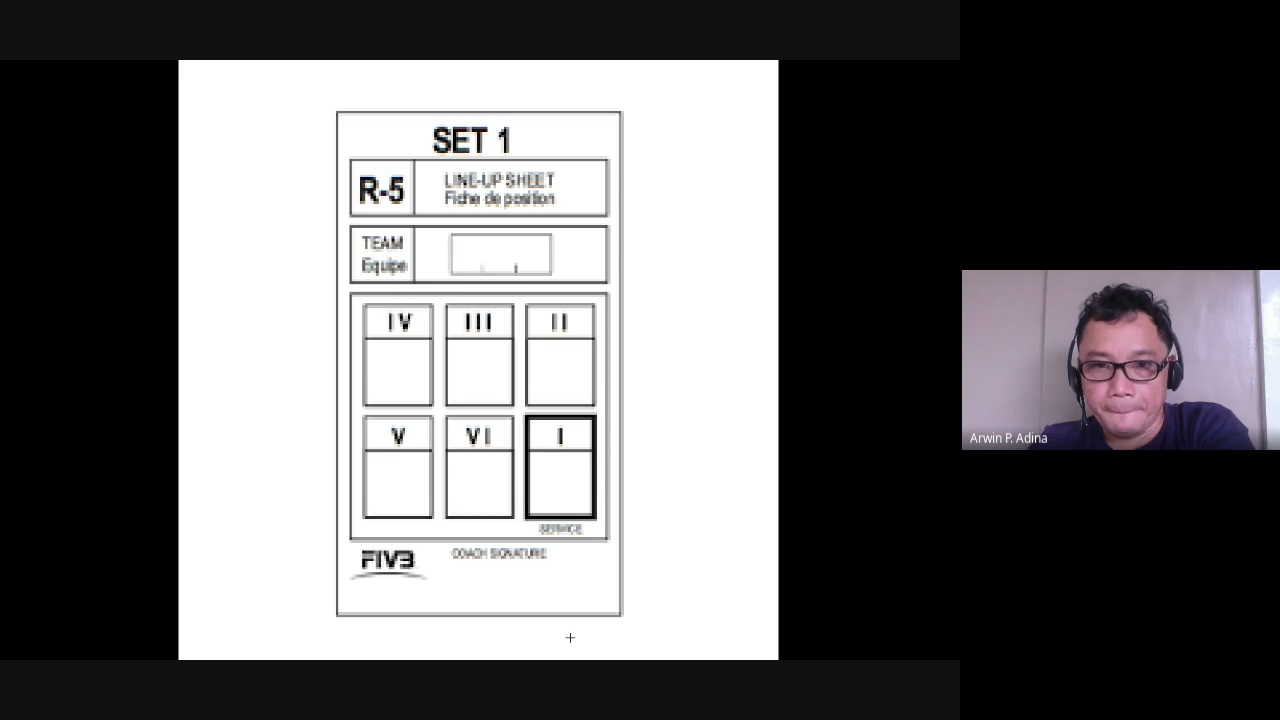 SET 1
R-5
LINE-UP SHEET
Fiche de position
TEAM
Equipe
IV III II
V VI I
SERVICE
FIVB
COACH SIGNATURE
Arwin P. Adina